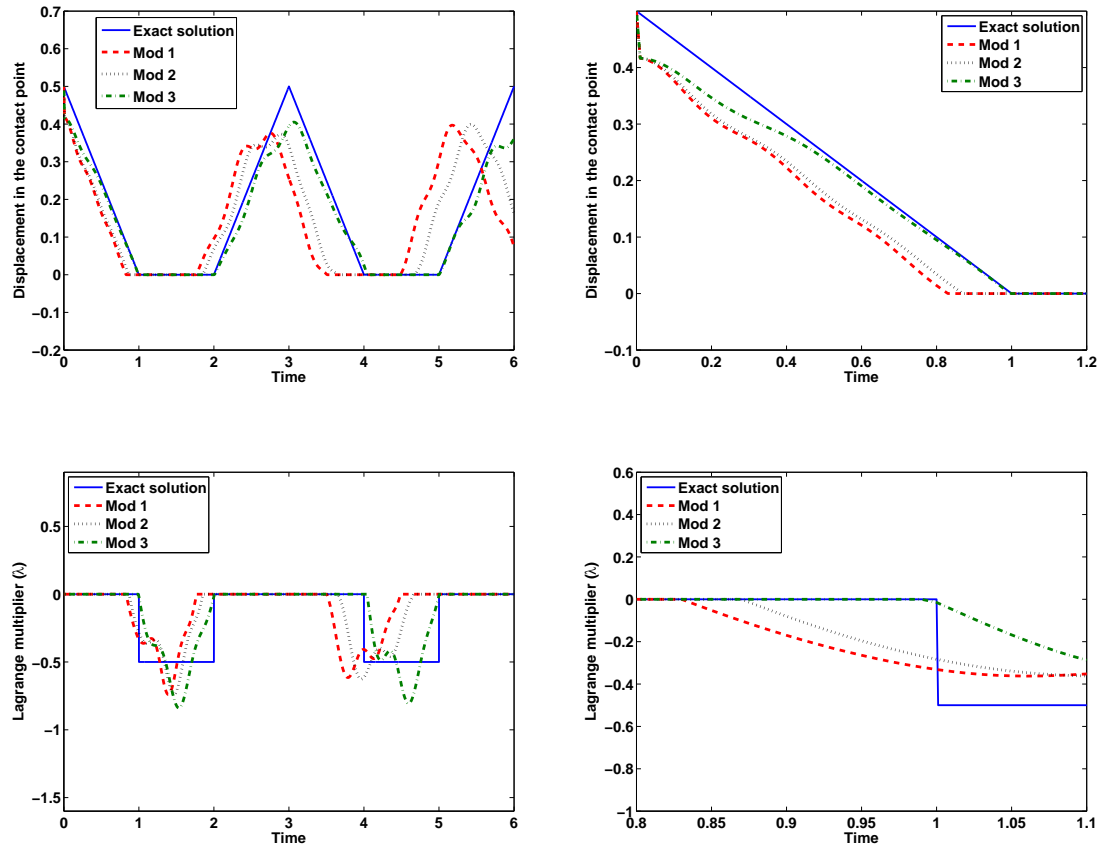 0.7
0.6
0.5
0.4
0.3
0.2
0.1
0
−0.1
−0.2
0 1 2 3 4 5 6
Time
Displacement in the contact point
Exact solution
Mod 1
Mod 2
Mod 3
0.4
0.3
0.2
0.1
0
−0.1
0 0.2 0.4 0.6 0.8 1 1.2
Time
Displacement in the contact point
Exact solution
Mod 1
Mod 2
Mod 3
0.5
0
−0.5
−1
−1.5
0 1 2 3 4 5 6
Time
Lagrange multiplier (λ)
Exact solution
Mod 1
Mod 2
Mod 3
0.6
0.4
0.2
0
−0.2
−0.4
−0.6
−0.8
−1
0.8 0.85 0.9 0.95 1 1.05 1.1
Time
Lagrange multiplier (λ)
Exact solution
Mod 1
Mod 2
Mod 3